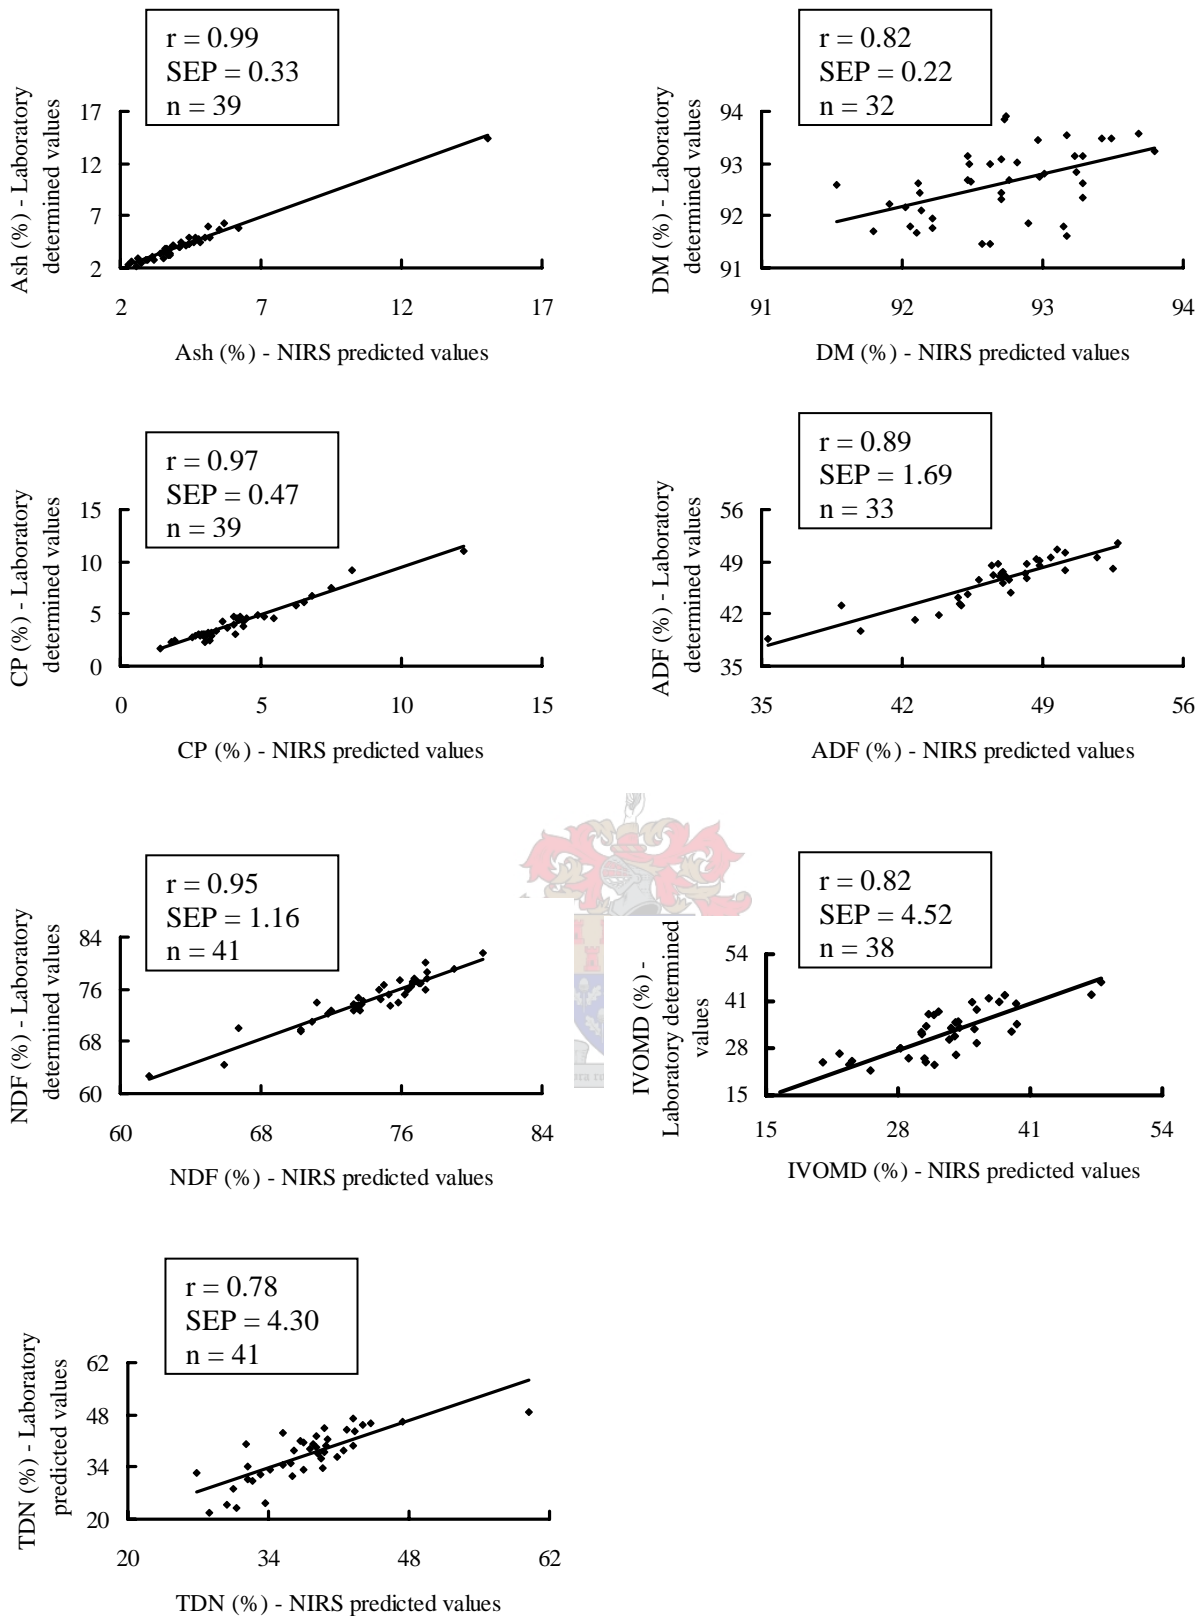 r = 0.99
SEP = 0.33
n = 39
Ash (%) - Laboratory
determined values
17
12
7
2
2 7 12 17
Ash (%) - NIRS predicted values
r = 0.82
SEP = 0.22
n = 32
DM (%) - Laboratory
determined values
94
93
92
91
91 92 93 94
DM (%) - NIRS predicted values
r = 0.97
SEP = 0.47
n = 39
CP (%) - Laboratory
determined values
15
10
5
0
0 5 10 15
CP (%) - NIRS predicted values
r = 0.89
SEP = 1.69
n = 33
ADF (%) - Laboratory
determined values
56
49
42
35
35 42 49 56
ADF (%) - NIRS predicted values
r = 0.95
SEP = 1.16
n = 41
NDF (%) - Laboratory
determined values
84
76
68
60
60 68 76 84
NDF (%) - NIRS predicted values
r = 0.82
SEP = 4.52
n = 38
IVOMD (%) -
Laboratory determined
values
54
41
28
15
15 28 41 54
IVOMD (%) - NIRS predicted values
r = 0.78
SEP = 4.30
n = 41
TDN (%) - Laboratory
predicted values
62
48
34
20
20 34 48 62
TDN (%) - NIRS predicted values